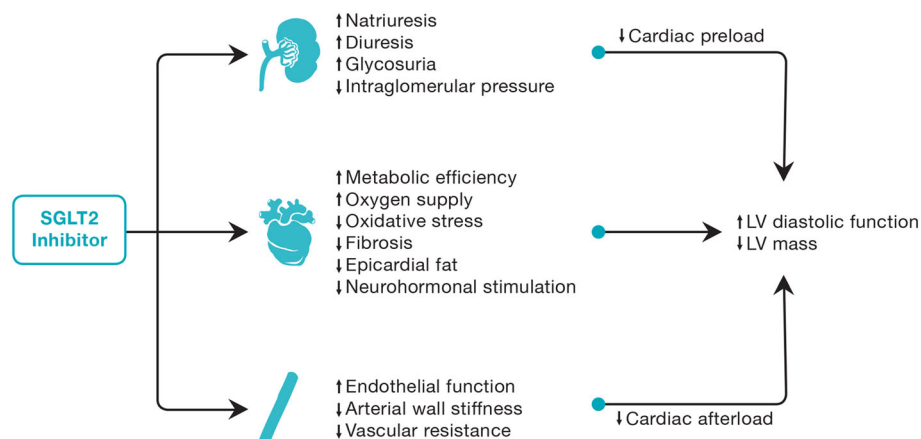 ↑Natriuresis
↑Diuresis
↑Glycosuria
↓Intraglomerular pressure
↓Cardiac preload
SGLT2
Inhibitor
↑Metabolic efficiency
↑Oxygen supply
↓Oxidative stress
↓Fibrosis
↓Epicardial fat
↓Neurohormonal stimulation
↑LV diastolic function
↓LV mass
↑Endothelial function
↓Arterial wall stiffness
↓Vascular resistance
↓Cardiac afterload